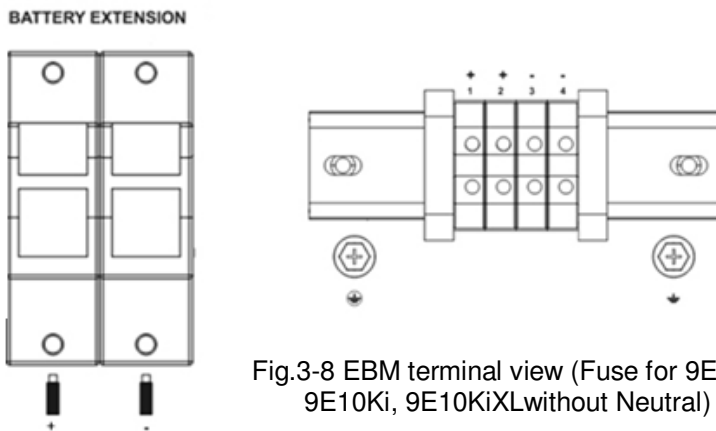 BATTERY EXTENSION
+ + - -
1 2 3 4
+ -
Fig.3-8 EBM terminal view (Fuse for 9E
9E10Ki, 9E10KiXLwithout Neutral)